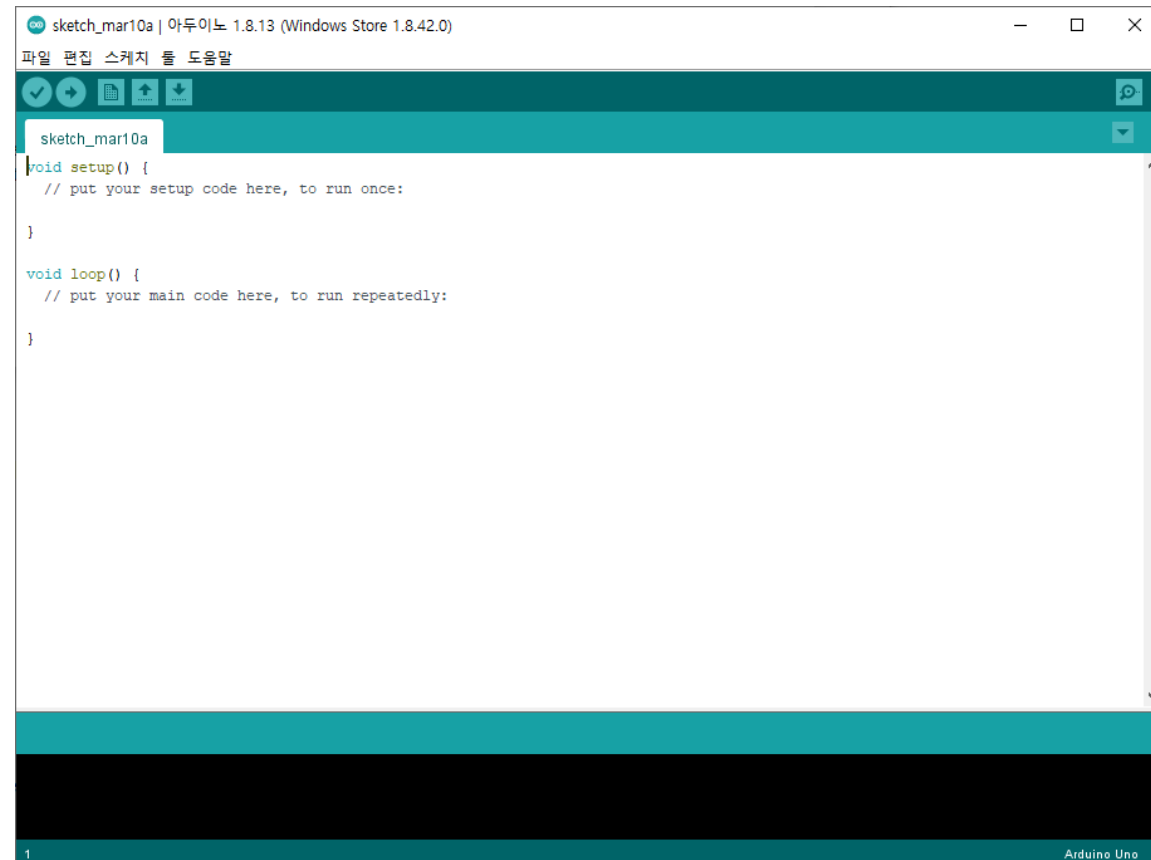 sketch_mar10a | 아두이노 1.8.13 (Windows Store 1.8.42.0)
파일 편집 스케치 툴 도움말
sketch_mar10a
void setup() {
  // put your setup code here, to run once:
}
void loop() {
  // put your main code here, to run repeatedly:
}
1 Arduino Uno